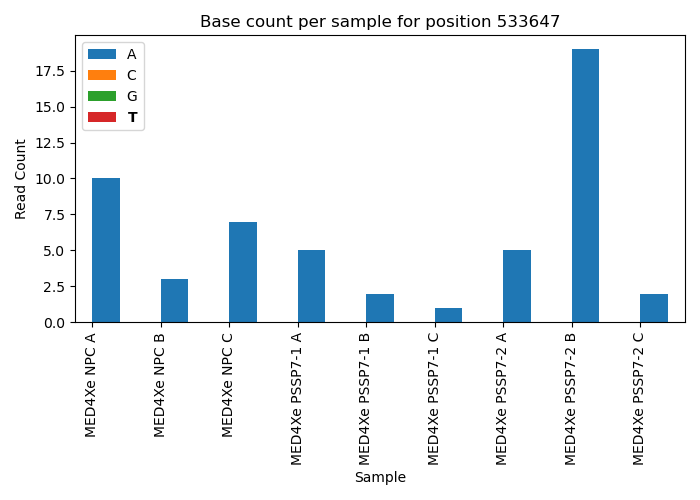 Base count per sample for position 533647
A
C
G
T
Read Count
17.5
15.0
12.5
10.0
7.5
5.0
2.5
0.0
MED4Xe NPC A
MED4Xe NPC B
MED4Xe NPC C
MED4Xe PSSP7-1 A
MED4Xe PSSP7-1 B
MED4Xe PSSP7-1 C
MED4Xe PSSP7-2 A
MED4Xe PSSP7-2 B
MED4Xe PSSP7-2 C
Sample